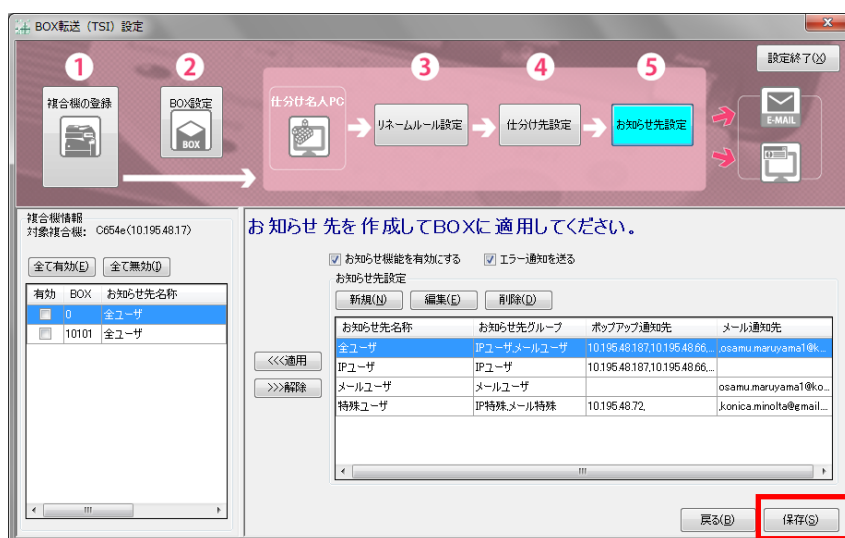 BOX転送 (TSI) 設定
設定終了(X)
1 2 3 4 5
複合機の登録
BOX設定
BOX
仕分け名人PC
リネームルール設定
仕分け先設定
お知らせ先設定
E-MAIL
複合機情報
対象複合機: C654e(10.195.48.17)
全て有効(E) 全て無効(I)
有効 BOX お知らせ先名称
0 全ユーザ
10101 全ユーザ
お知らせ先を作成してBOXに適用してください。
お知らせ機能を有効にする エラー通知を送る
お知らせ先設定
新規(N) 編集(E) 削除(D)
お知らせ先名称 お知らせ先グループ ポップアップ通知先 メール通知先
全ユーザ IPユーザ,メールユーザ 10.195.48.187,10.195.48.66,... ,osamu.maruyama1@k...
IPユーザ IPユーザ 10.195.48.187,10.195.48.66,...
メールユーザ メールユーザ osamu.maruyama1@ko...
特殊ユーザ IP特殊,メール特殊 10.195.48.72, ,konica.minolta@gmail....
<<<適用
>>>解除
戻る(B) 保存(S)